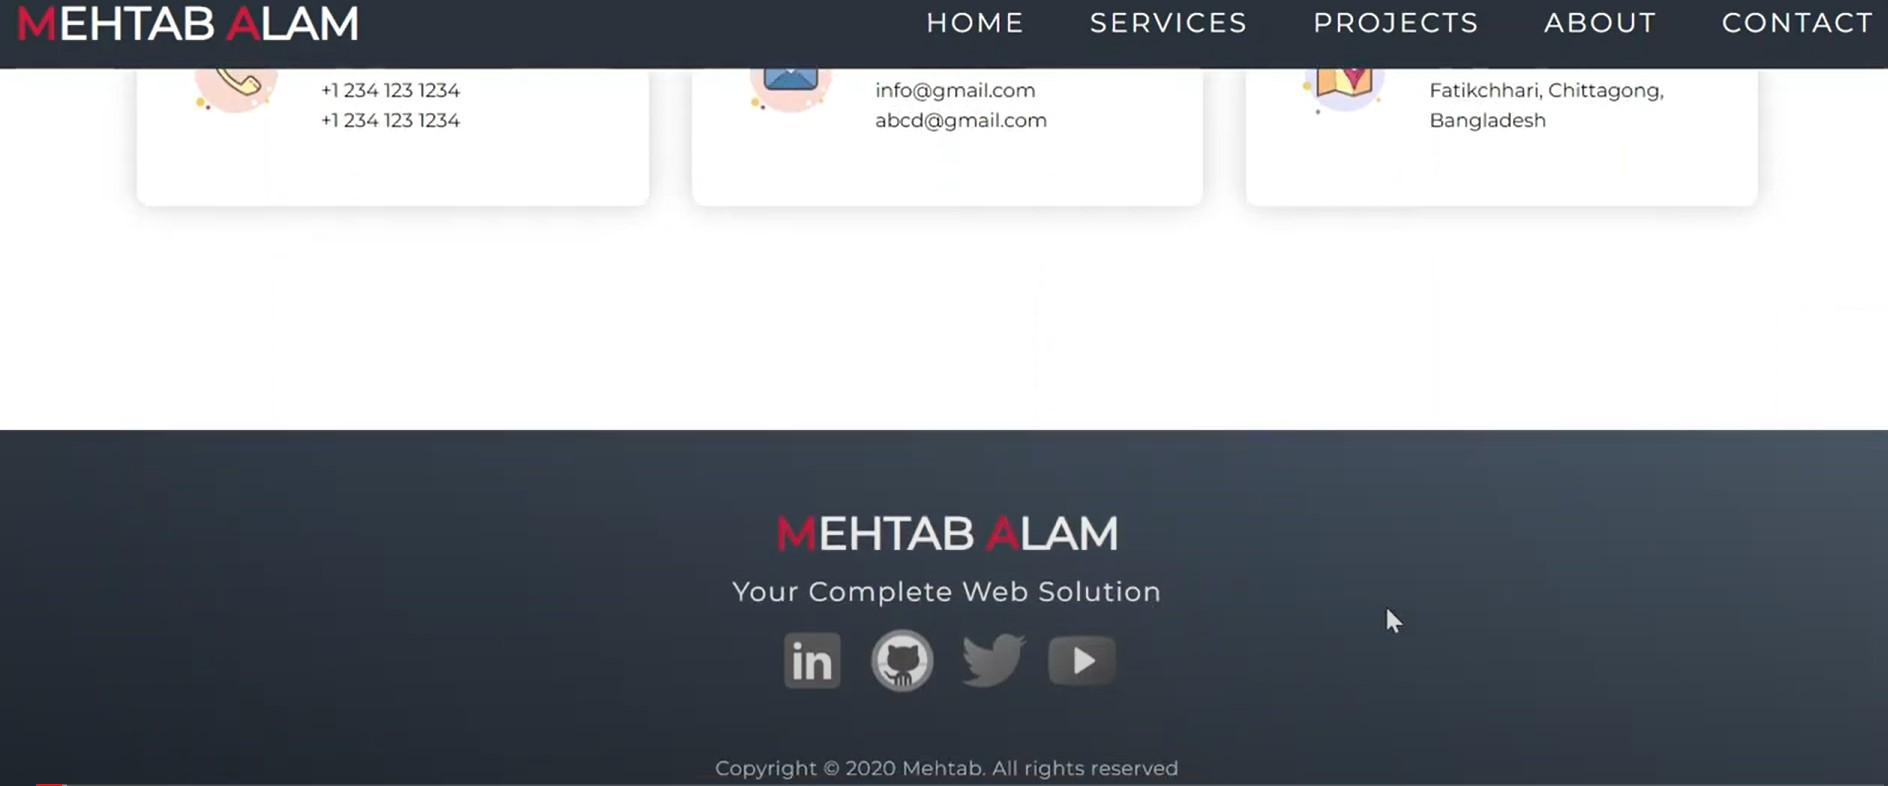 MEHTAB ALAM
HOME SERVICES PROJECTS ABOUT CONTACT
+1 234 123 1234
+1 234 123 1234
info@gmail.com
abcd@gmail.com
Fatikchhari, Chittagong,
Bangladesh
MEHTAB ALAM
Your Complete Web Solution
in
Copyright © 2020 Mehtab. All rights reserved